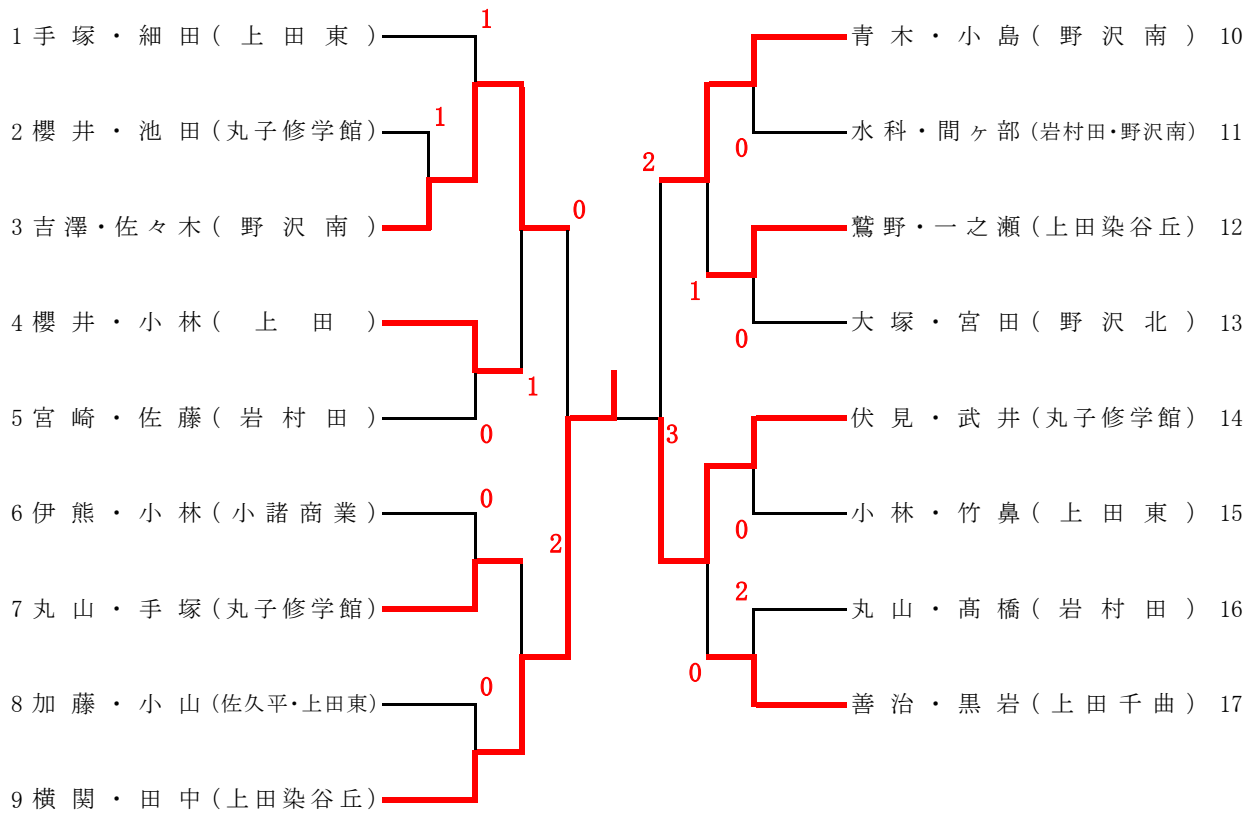 1 手塚・細田(上田東)
2 櫻井・池田(丸子修学館)
3 吉澤・佐々木(野沢南)
4 櫻井・小林(上田)
5 宮崎・佐藤(岩村田)
6 伊熊・小林(小諸商業)
7 丸山・手塚(丸子修学館)
8 加藤・小山(佐久平・上田東)
9 横関・田中(上田染谷丘)
1
1
0
1
0
0
2
0
2
3
0
1
0
0
2
0
青木・小島(野沢南) 10
水科・間ヶ部(岩村田・野沢南) 11
鷲野・一之瀬(上田染谷丘) 12
大塚・宮田(野沢北) 13
伏見・武井(丸子修学館) 14
小林・竹鼻(上田東) 15
丸山・髙橋(岩村田) 16
善治・黒岩(上田千曲) 17